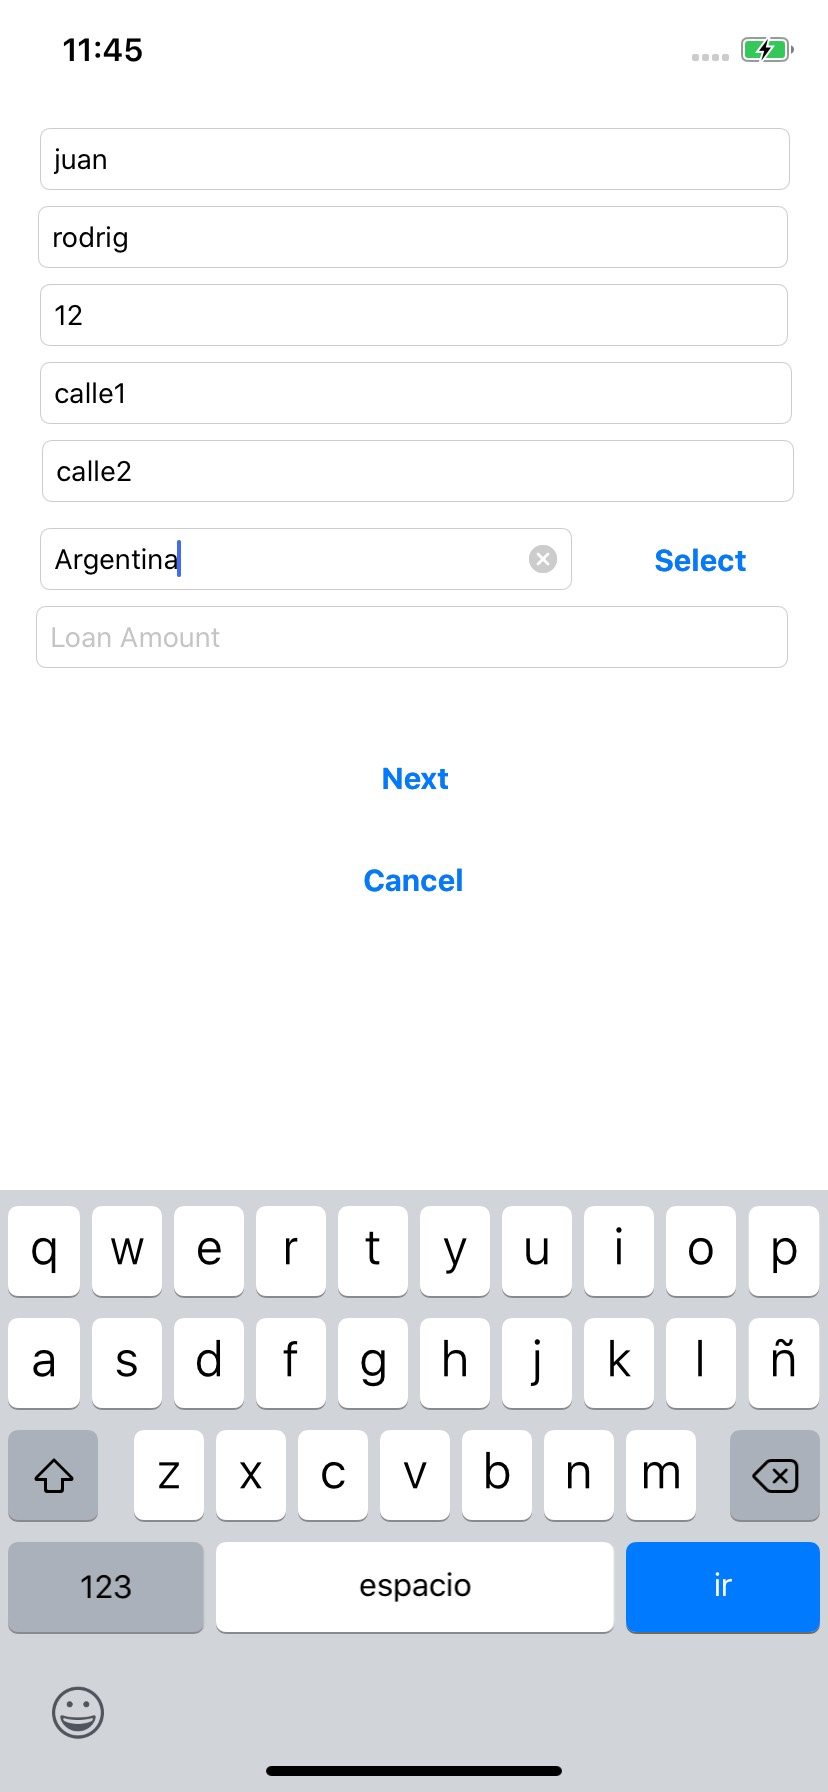 11:45
juan
rodrig
12
calle1
calle2
Argentina Select
Loan Amount
Next
Cancel
q w e r t y u i o p
a s d f g h j k l ñ
z x c v b n m
123 espacio ir